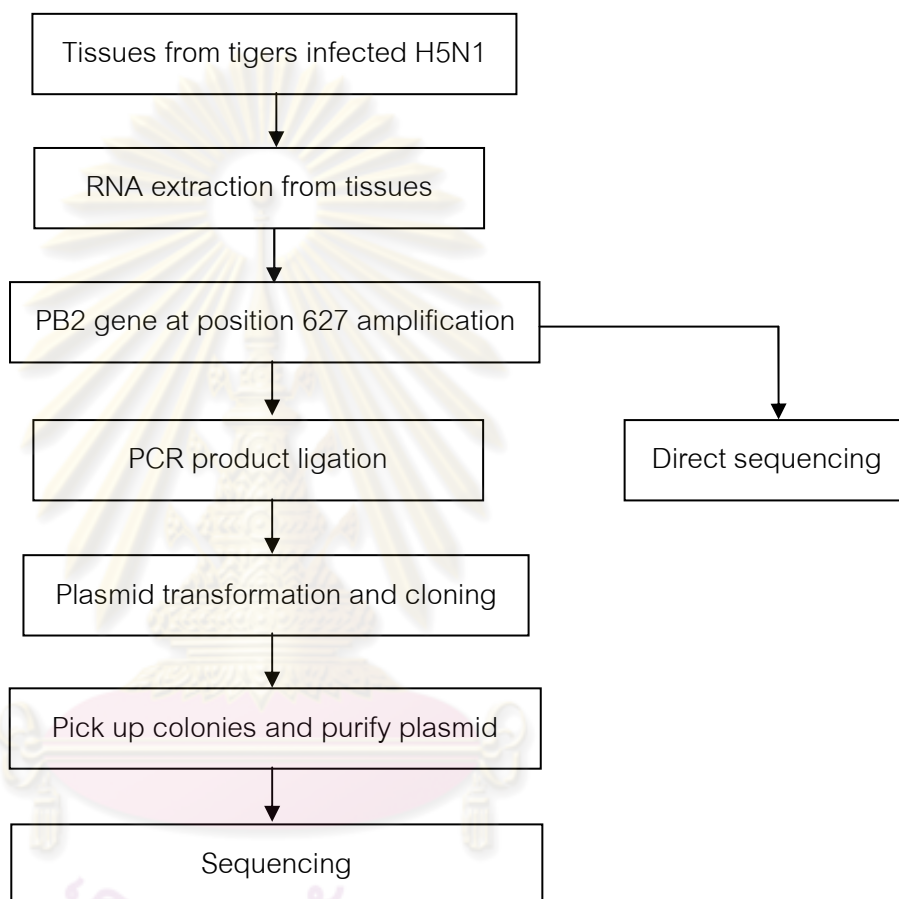 Tissues from tigers infected H5N1
RNA extraction from tissues
PB2 gene at position 627 amplification
PCR product ligation
Direct sequencing
Plasmid transformation and cloning
Pick up colonies and purify plasmid
Sequencing